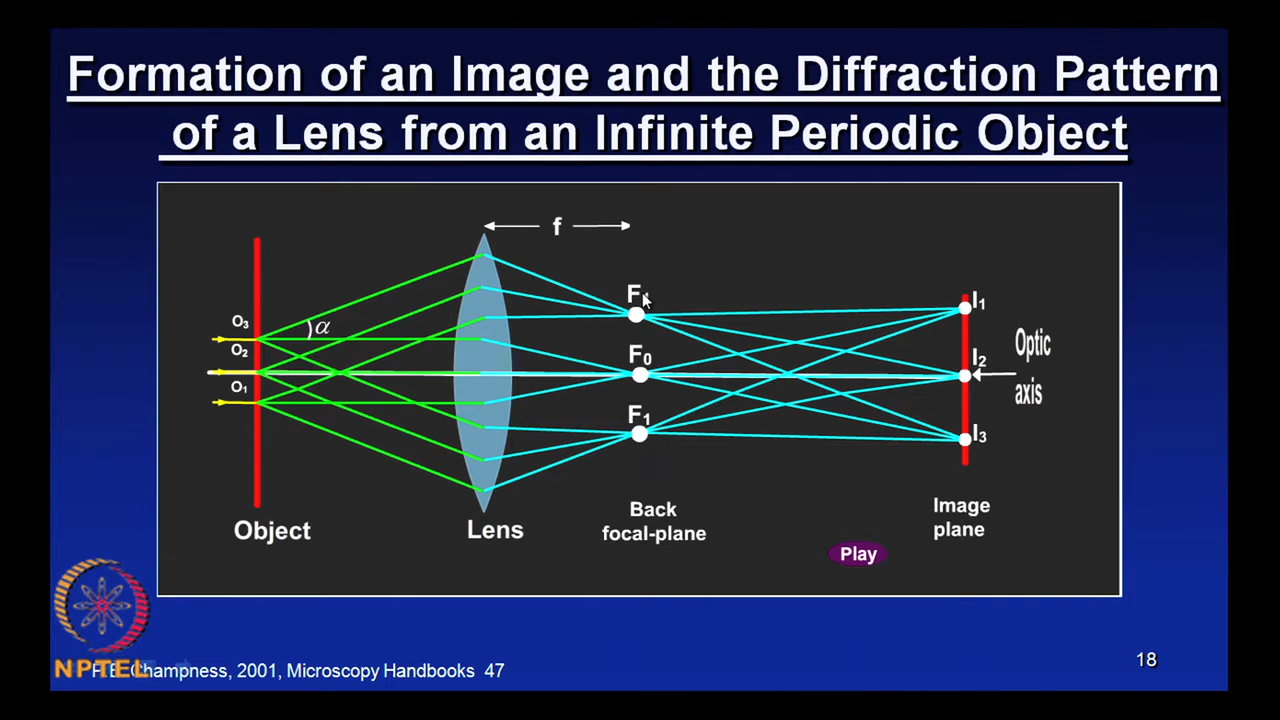 Formation of an Image and the Diffraction Pattern
of a Lens from an Infinite Periodic Object
f
F₁
O₃
α
O₂
O₁
F₀
F₁
I₁
I₂
I₃
Optic
axis
Object
Lens
Back
focal-plane
Image
plane
Play
NPTEL
Champness, 2001, Microscopy Handbooks 47
18